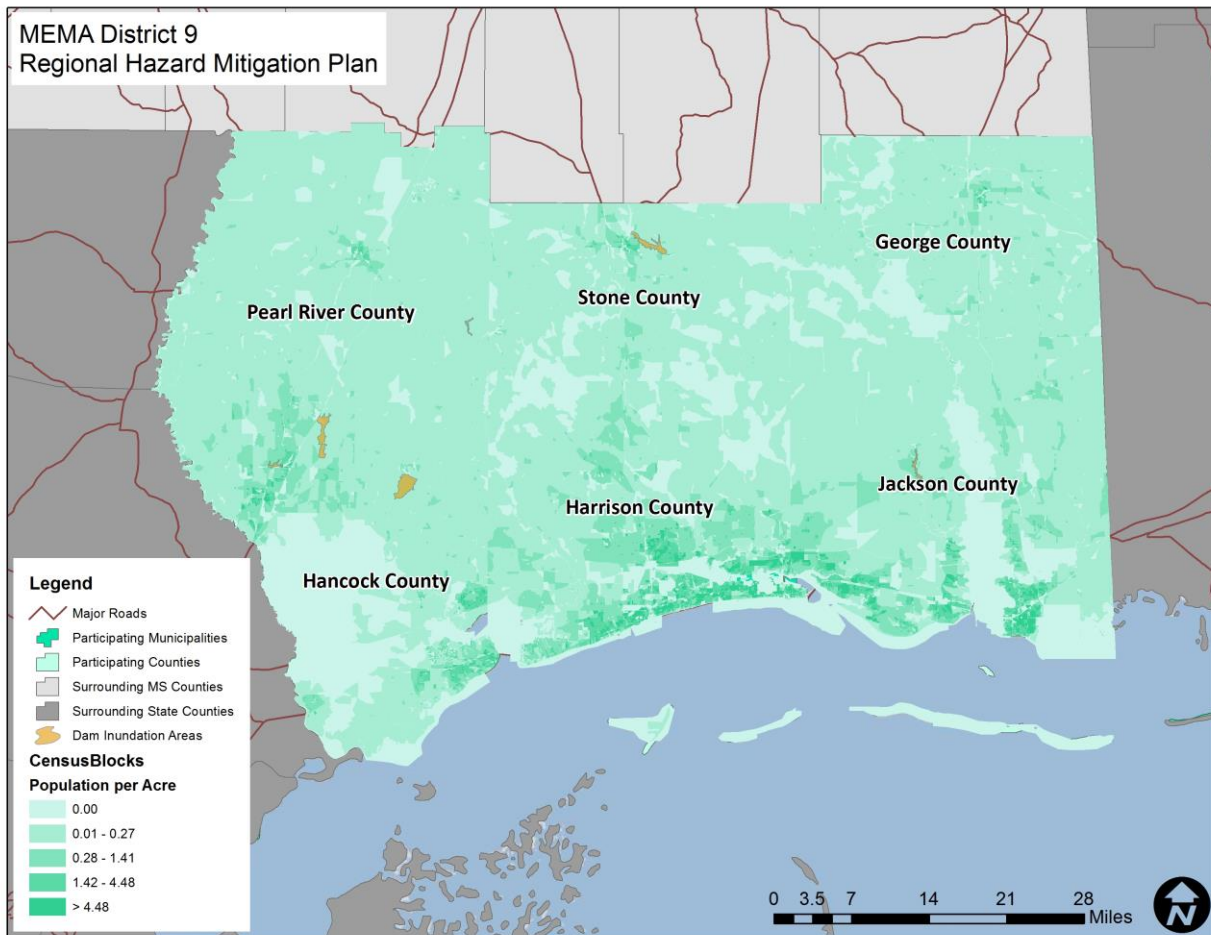 MEMA District 9
Regional Hazard Mitigation Plan
George County
Stone County
Pearl River County
Jackson County
Harrison County
Hancock County
Legend
Major Roads
Participating Municipalities
Participating Counties
Surrounding MS Counties
Surrounding State Counties
Dam Inundation Areas
CensusBlocks
Population per Acre
0.00
0.01 - 0.27
0.28 - 1.41
1.42 - 4.48
> 4.48
0 3.5 7 14 21 28
Miles
N